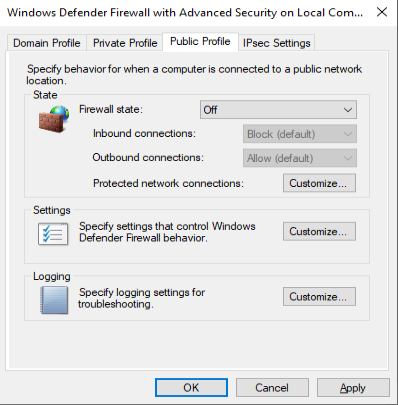 Windows Defender Firewall with Advanced Security on Local Com...
Domain Profile Private Profile Public Profile IPsec Settings
Specify behavior for when a computer is connected to a public network
location.
State
Firewall state: Off
Inbound connections: Block (default)
Outbound connections: Allow (default)
Protected network connections: Customize...
Settings
Specify settings that control Windows
Defender Firewall behavior.
Customize...
Logging
Specify logging settings for
troubleshooting.
Customize...
OK Cancel Apply